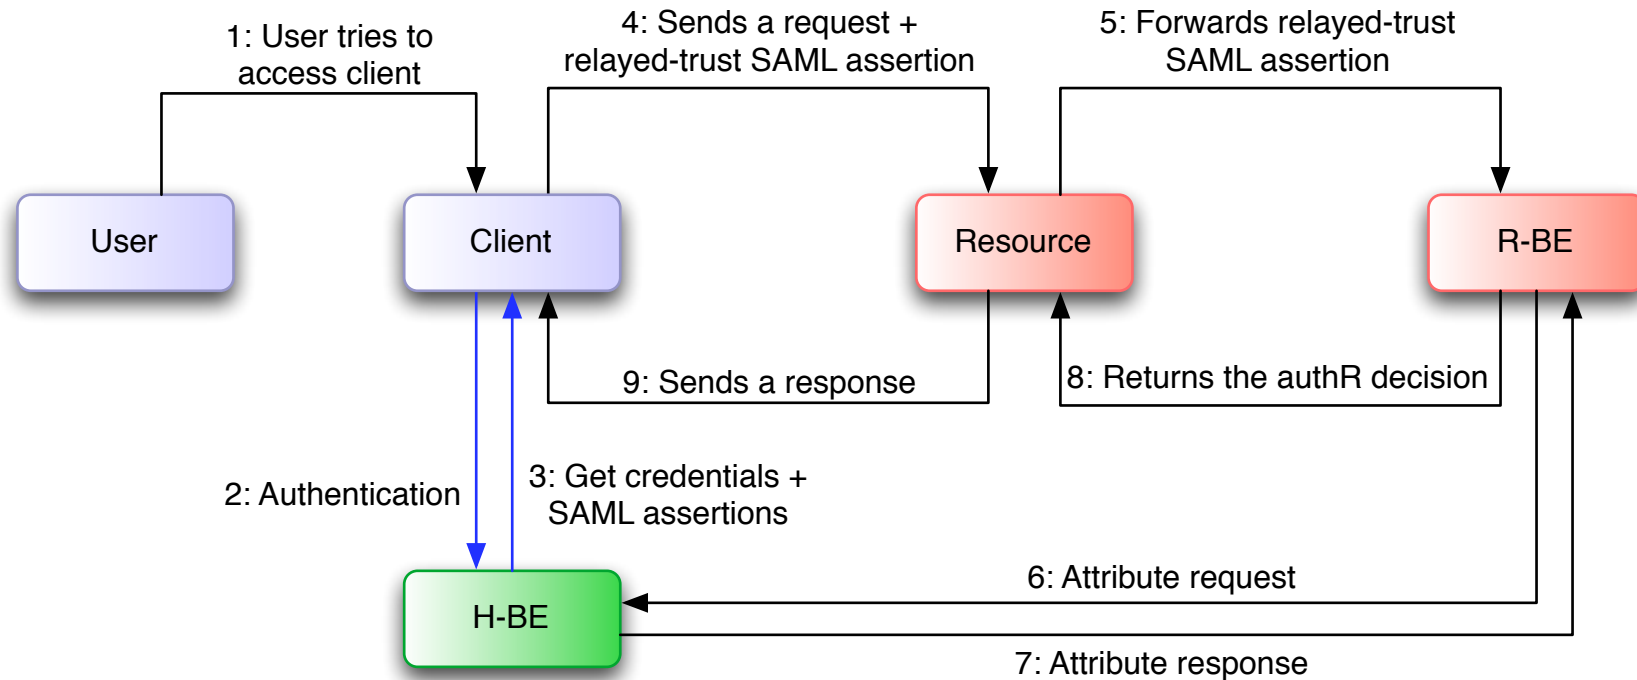 1: User tries to
access client
4: Sends a request +
relayed-trust SAML assertion
5: Forwards relayed-trust
SAML assertion
User
Client
Resource
R-BE
9: Sends a response
8: Returns the authR decision
2: Authentication
3: Get credentials +
SAML assertions
6: Attribute request
H-BE
7: Attribute response